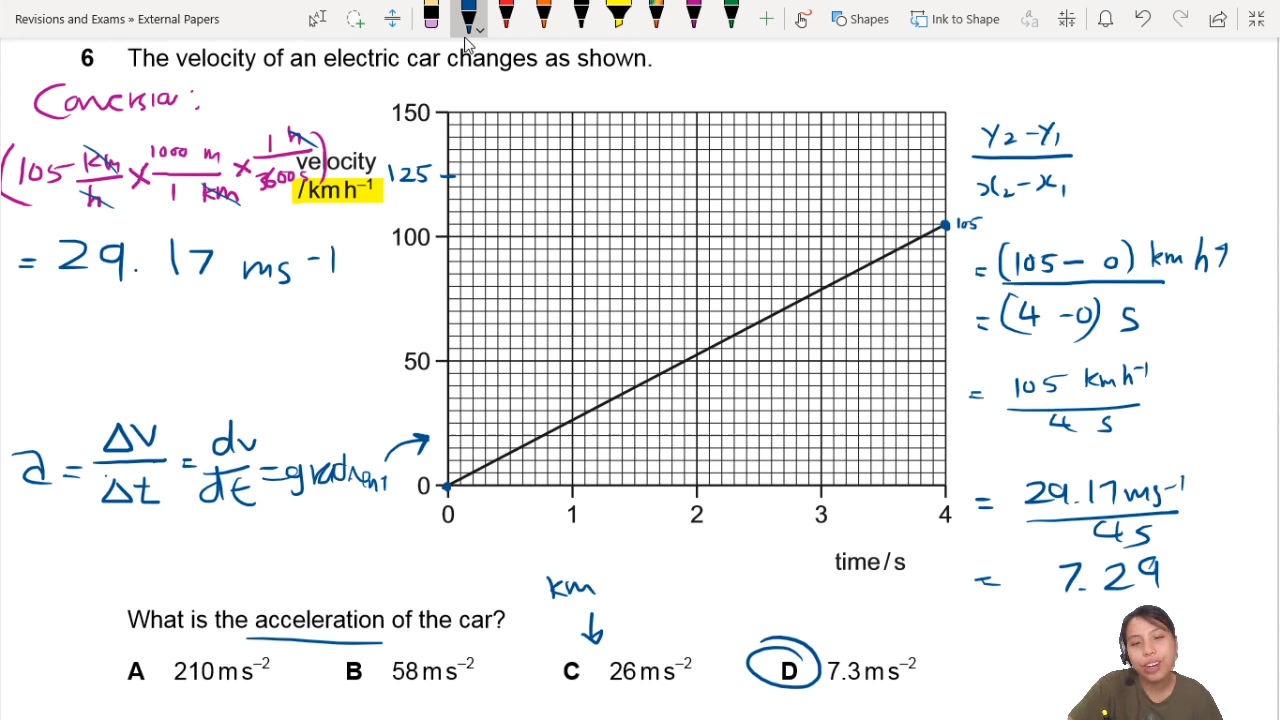 Revisions and Exams » External Papers
Shapes
Ink to Shape
6 The velocity of an electric car changes as shown.
Conversion:
(105 km/h × 1000 m/1 km × 1 h/3600 s)
= 29.17 ms⁻¹
velocity
/ km h⁻¹
150
125
100
50
0
0 1 2 3 4
time / s
105
a = ΔV/Δt = dv/dt = gradient
Y₂ − Y₁
x₂ − x₁
= (105 − 0) km h⁻¹
= (4 − 0) s
= 105 km h⁻¹
4 s
= 29.17 ms⁻¹
4 s
= 7.29
km
What is the acceleration of the car?
A 210 m s⁻² B 58 m s⁻² C 26 m s⁻² D 7.3 m s⁻²